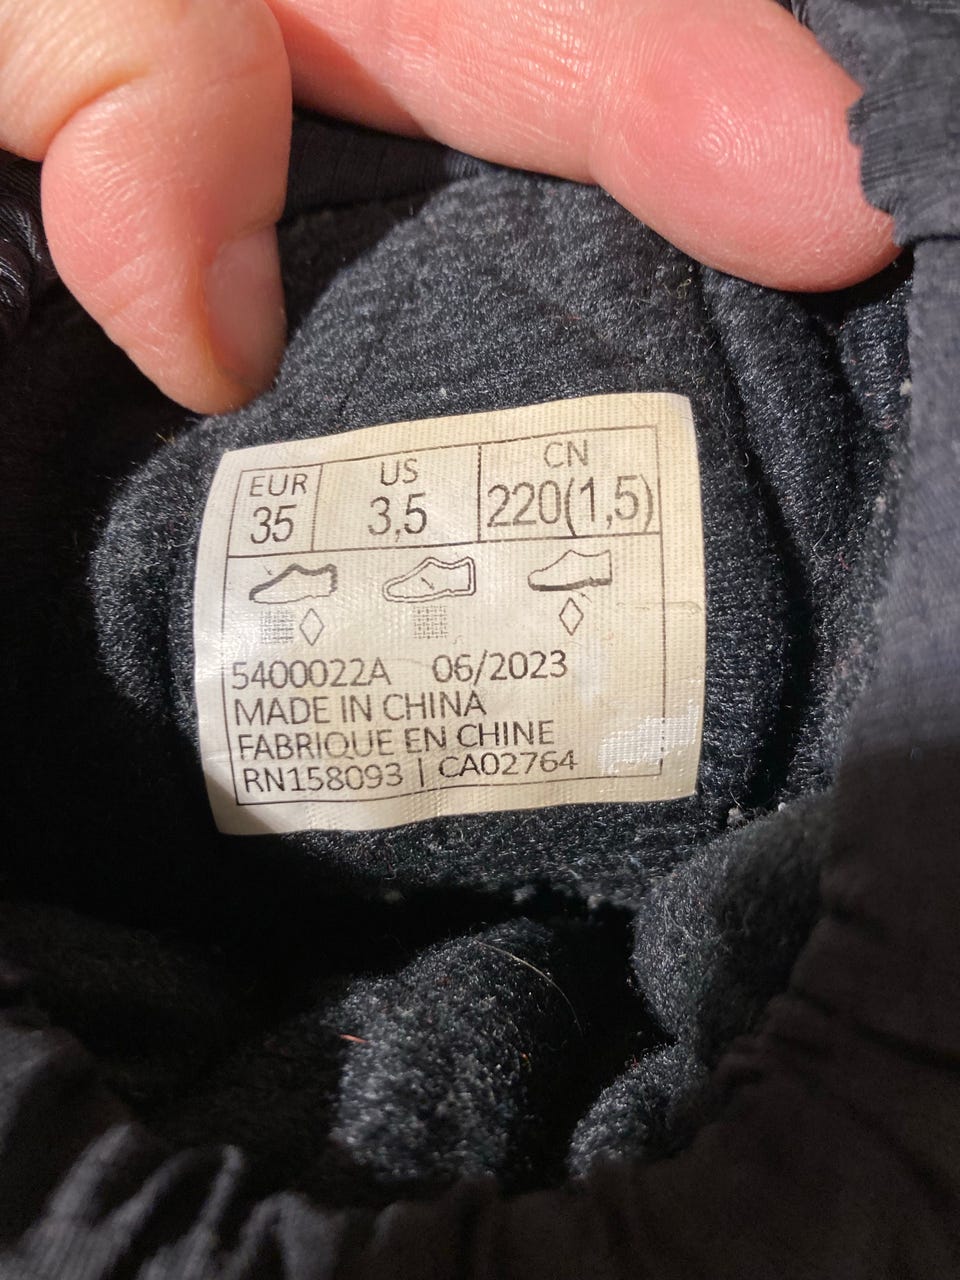 EUR US CN
35 3,5 220(1,5)
5400022A 06/2023
MADE IN CHINA
FABRIQUE EN CHINE
RN158093 | CA02764